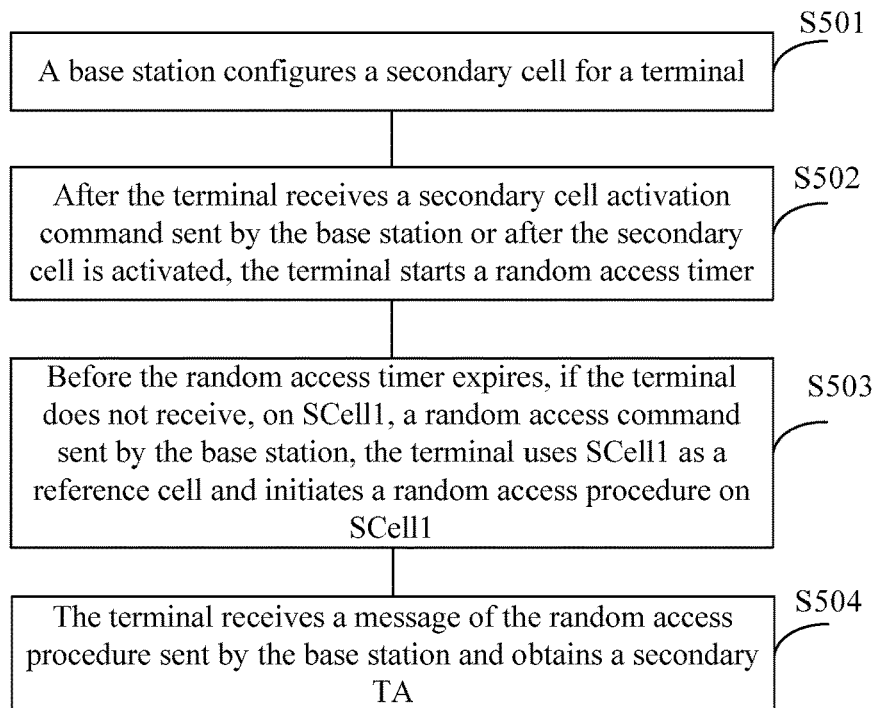 S501
A base station configures a secondary cell for a terminal
S502
After the terminal receives a secondary cell activation
command sent by the base station or after the secondary
cell is activated, the terminal starts a random access timer
S503
Before the random access timer expires, if the terminal
does not receive, on SCell1, a random access command
sent by the base station, the terminal uses SCell1 as a
reference cell and initiates a random access procedure on
SCell1
S504
The terminal receives a message of the random access
procedure sent by the base station and obtains a secondary
TA